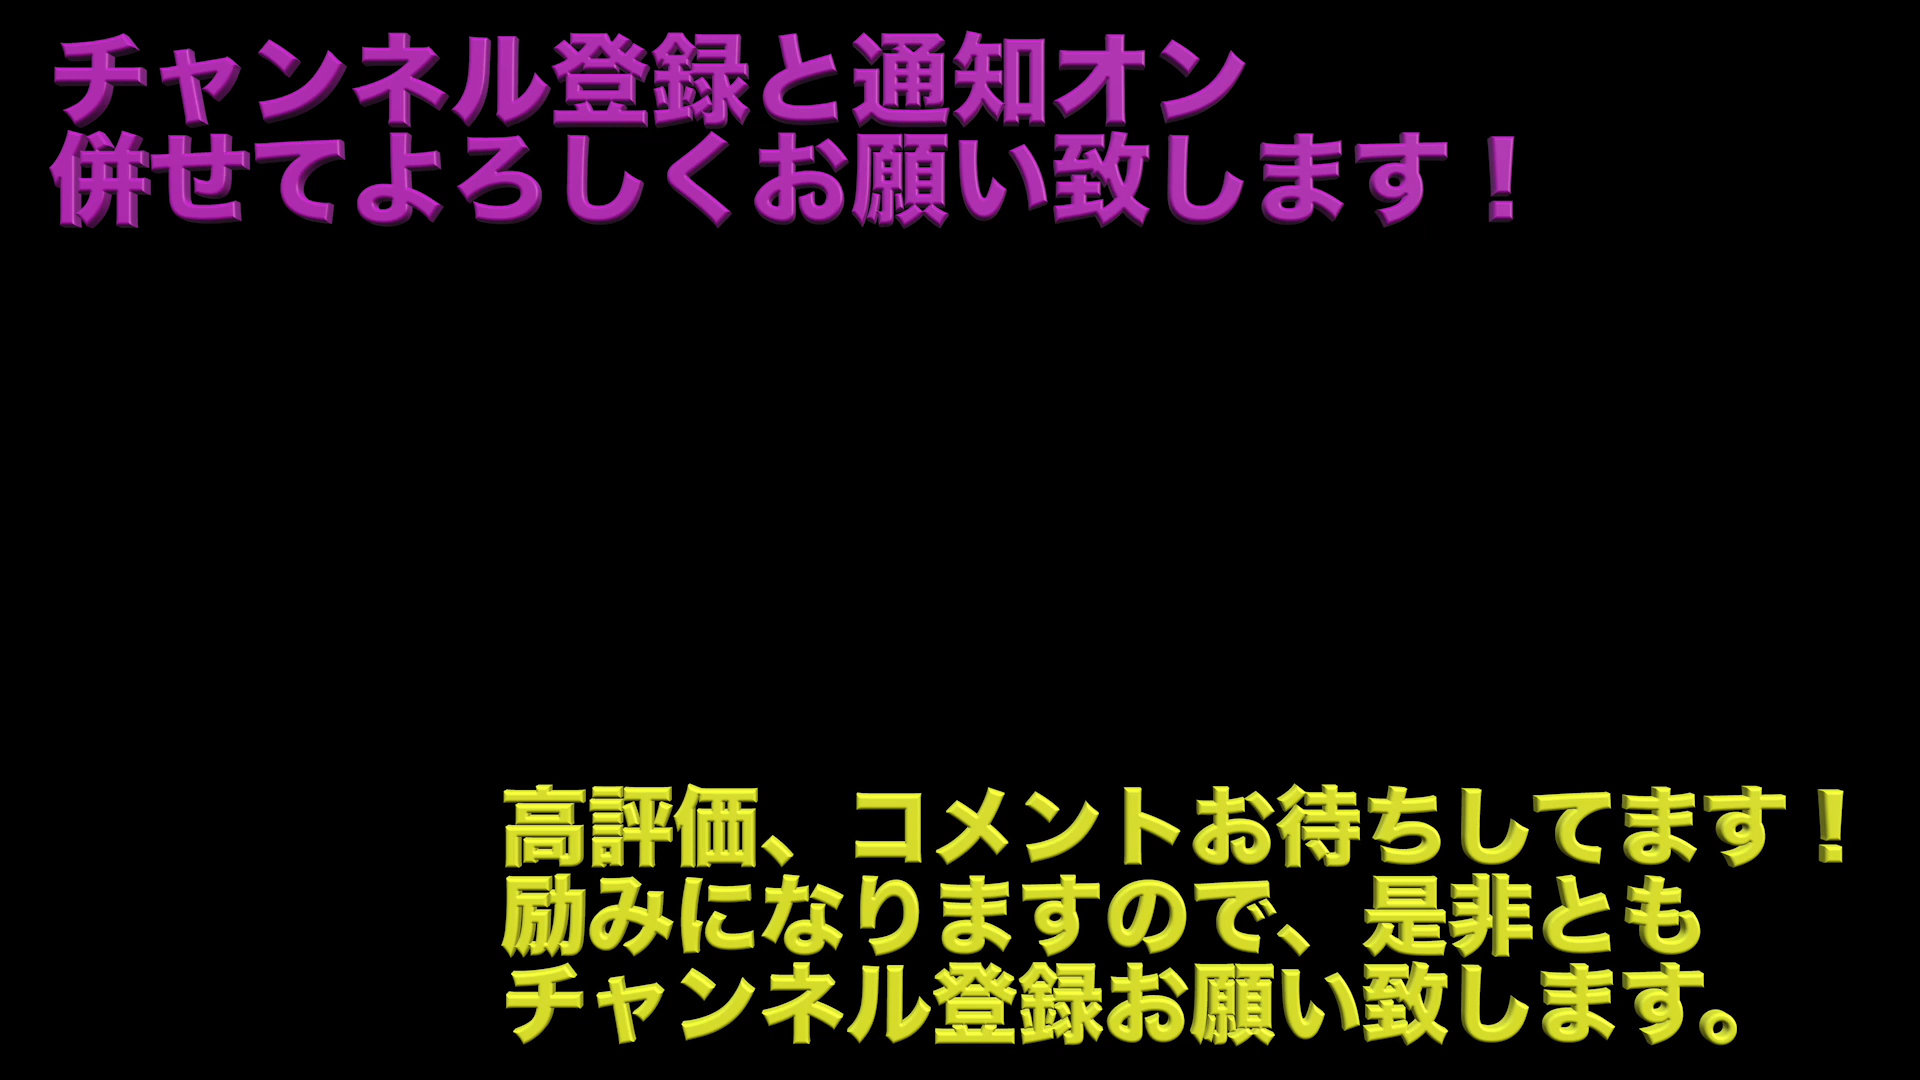 チャンネル登録と通知オン
併せてよろしくお願い致します！
高評価、コメントお待ちしてます！
励みになりますので、是非とも
チャンネル登録お願い致します。